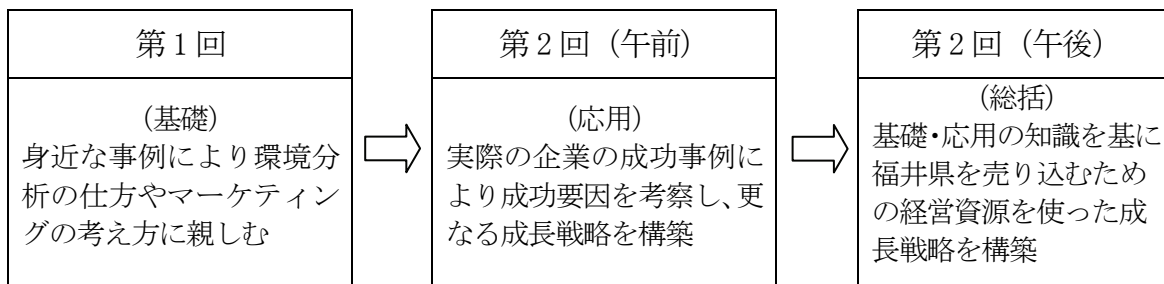 第1回
(基礎)
身近な事例により環境分
析の仕方やマーケティン
グの考え方に親しむ
第2回（午前）
(応用)
実際の企業の成功事例に
より成功要因を考察し、更
なる成長戦略を構築
第2回（午後）
(総括)
基礎・応用の知識を基に
福井県を売り込むため
の経営資源を使った成
長戦略を構築